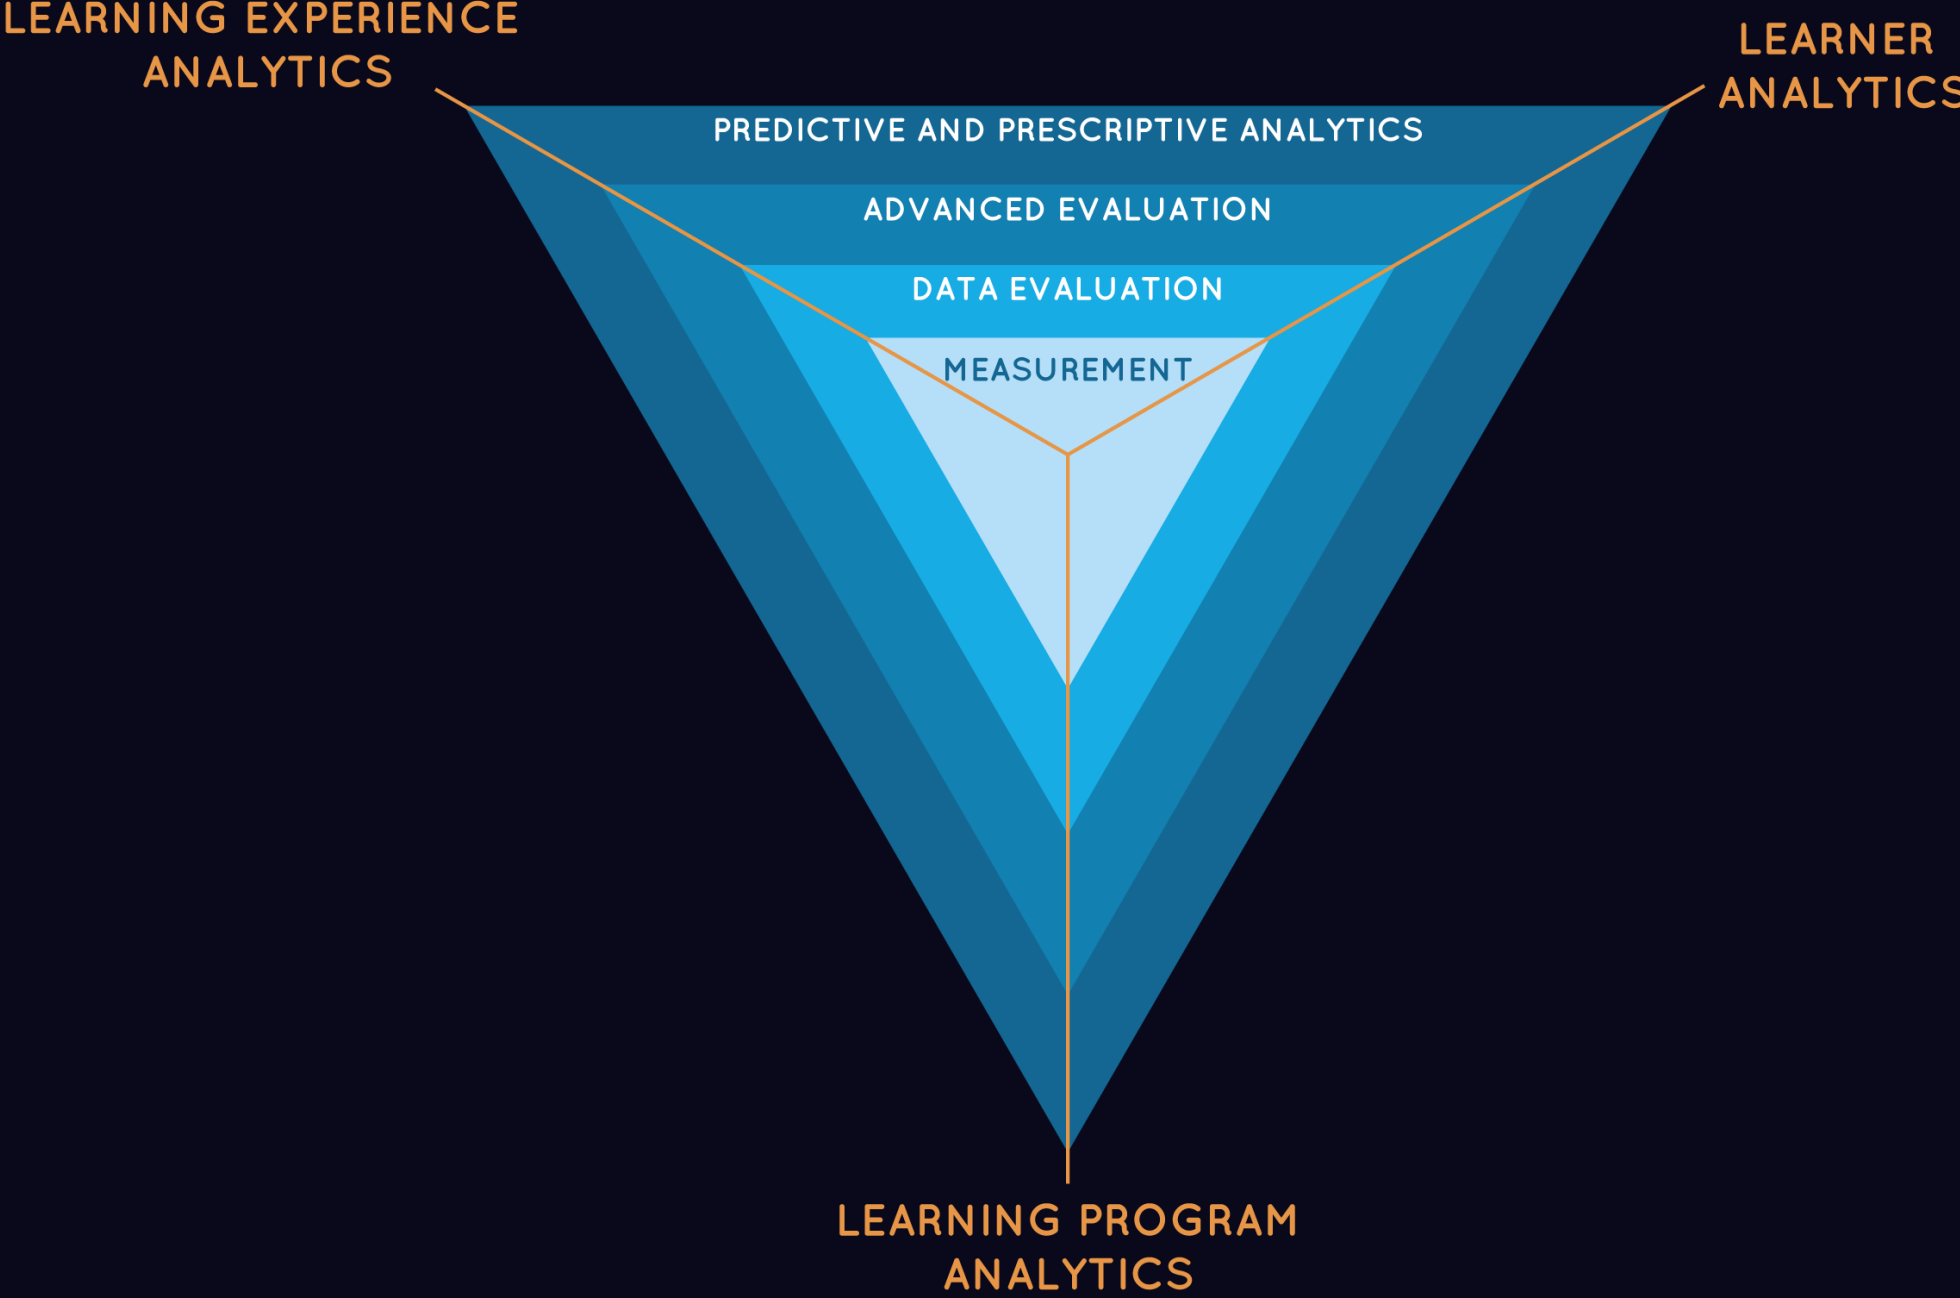 LEARNING EXPERIENCE
ANALYTICS
LEARNER
ANALYTICS
PREDICTIVE AND PRESCRIPTIVE ANALYTICS
ADVANCED EVALUATION
DATA EVALUATION
MEASUREMENT
LEARNING PROGRAM
ANALYTICS